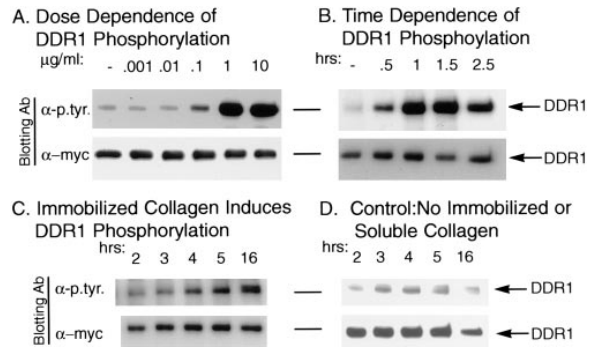 A. Dose Dependence of
DDR1 Phosphorylation
μg/ml: - .001 .01 .1 1 10
Blotting Ab
α-p.tyr.
α-myc
B. Time Dependence of
DDR1 Phosphoylation
hrs: - .5 1 1.5 2.5
DDR1
DDR1
C. Immobilized Collagen Induces
DDR1 Phosphorylation
hrs: 2 3 4 5 16
Blotting Ab
α-p.tyr.
α-myc
D. Control:No Immobilized or
Soluble Collagen
hrs: 2 3 4 5 16
DDR1
DDR1